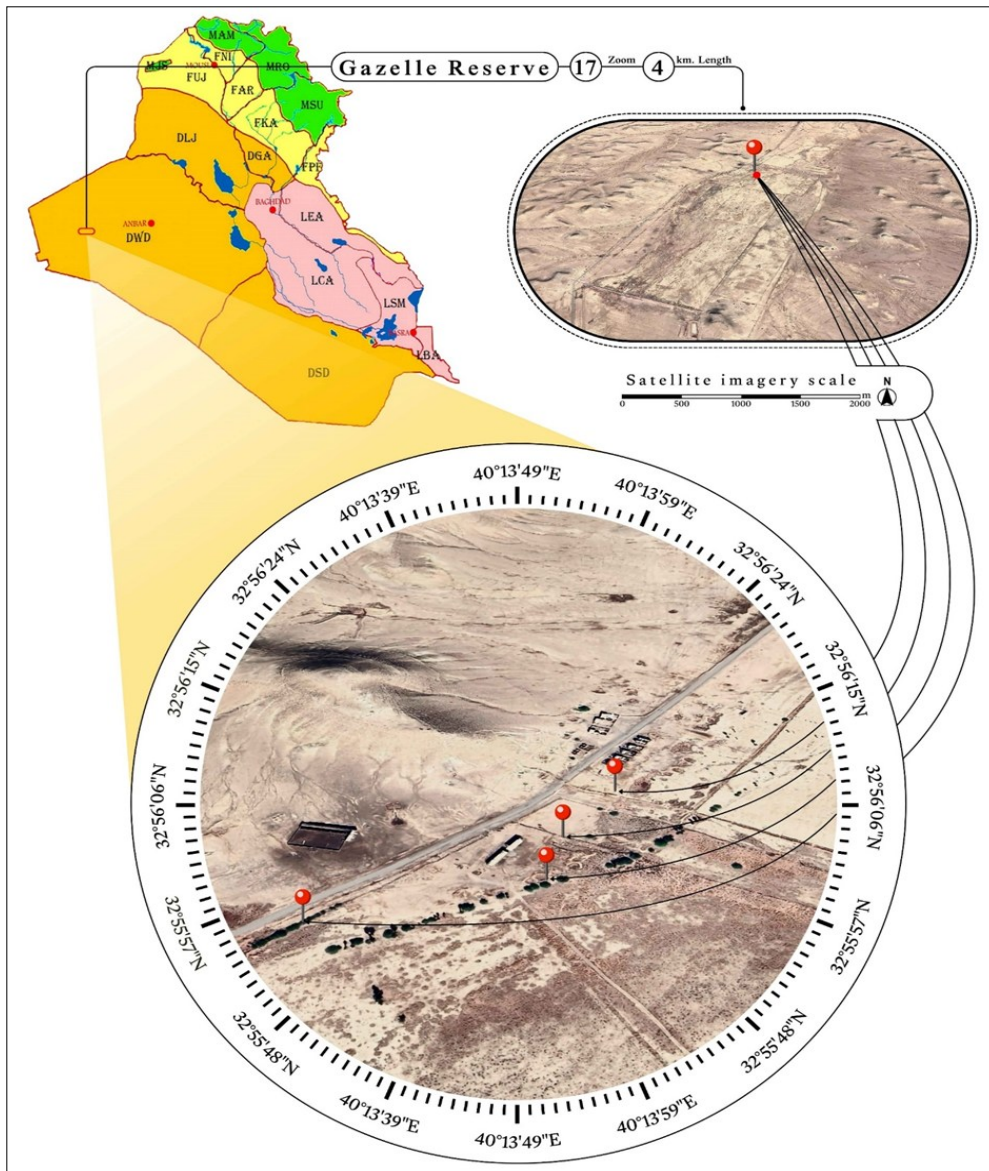 MAM
FNI
MJS
MOSUL
MRO
FUJ
FAR
MSU
FKA
DLJ
DGA
FPF
BAGHDAD
LEA
ANBAR
DWD
LCA
LSM
LBA
DSD
Gazelle Reserve 17 Zoom 4 km. Length
Satellite imagery scale
N
0 500 1000 1500 2000 m
40°13'49"E
40°13'39"E
40°13'59"E
32°56'24"N
32°56'24"N
32°56'15"N
32°56'15"N
32°56'06"N
32°56'06"N
32°55'57"N
32°55'57"N
32°55'48"N
32°55'48"N
40°13'39"E
40°13'59"E
40°13'49"E